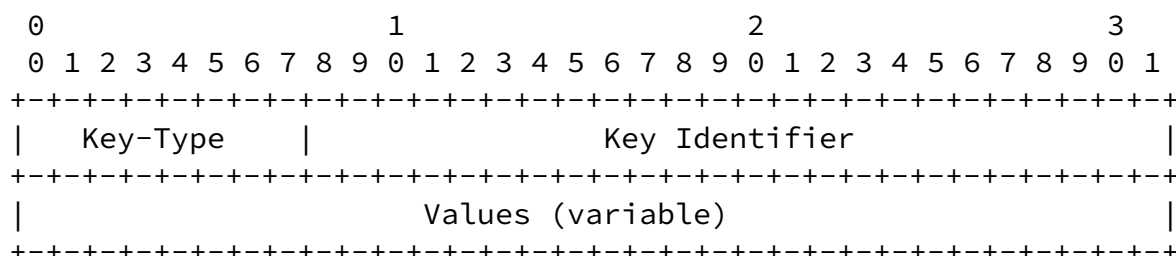 0                   1                   2                   3
 0 1 2 3 4 5 6 7 8 9 0 1 2 3 4 5 6 7 8 9 0 1 2 3 4 5 6 7 8 9 0 1
+-+-+-+-+-+-+-+-+-+-+-+-+-+-+-+-+-+-+-+-+-+-+-+-+-+-+-+-+-+-+-+-+
|   Key-Type    |                Key Identifier                 |
+-+-+-+-+-+-+-+-+-+-+-+-+-+-+-+-+-+-+-+-+-+-+-+-+-+-+-+-+-+-+-+-+
|                      Values (variable)                        |
+-+-+-+-+-+-+-+-+-+-+-+-+-+-+-+-+-+-+-+-+-+-+-+-+-+-+-+-+-+-+-+-+